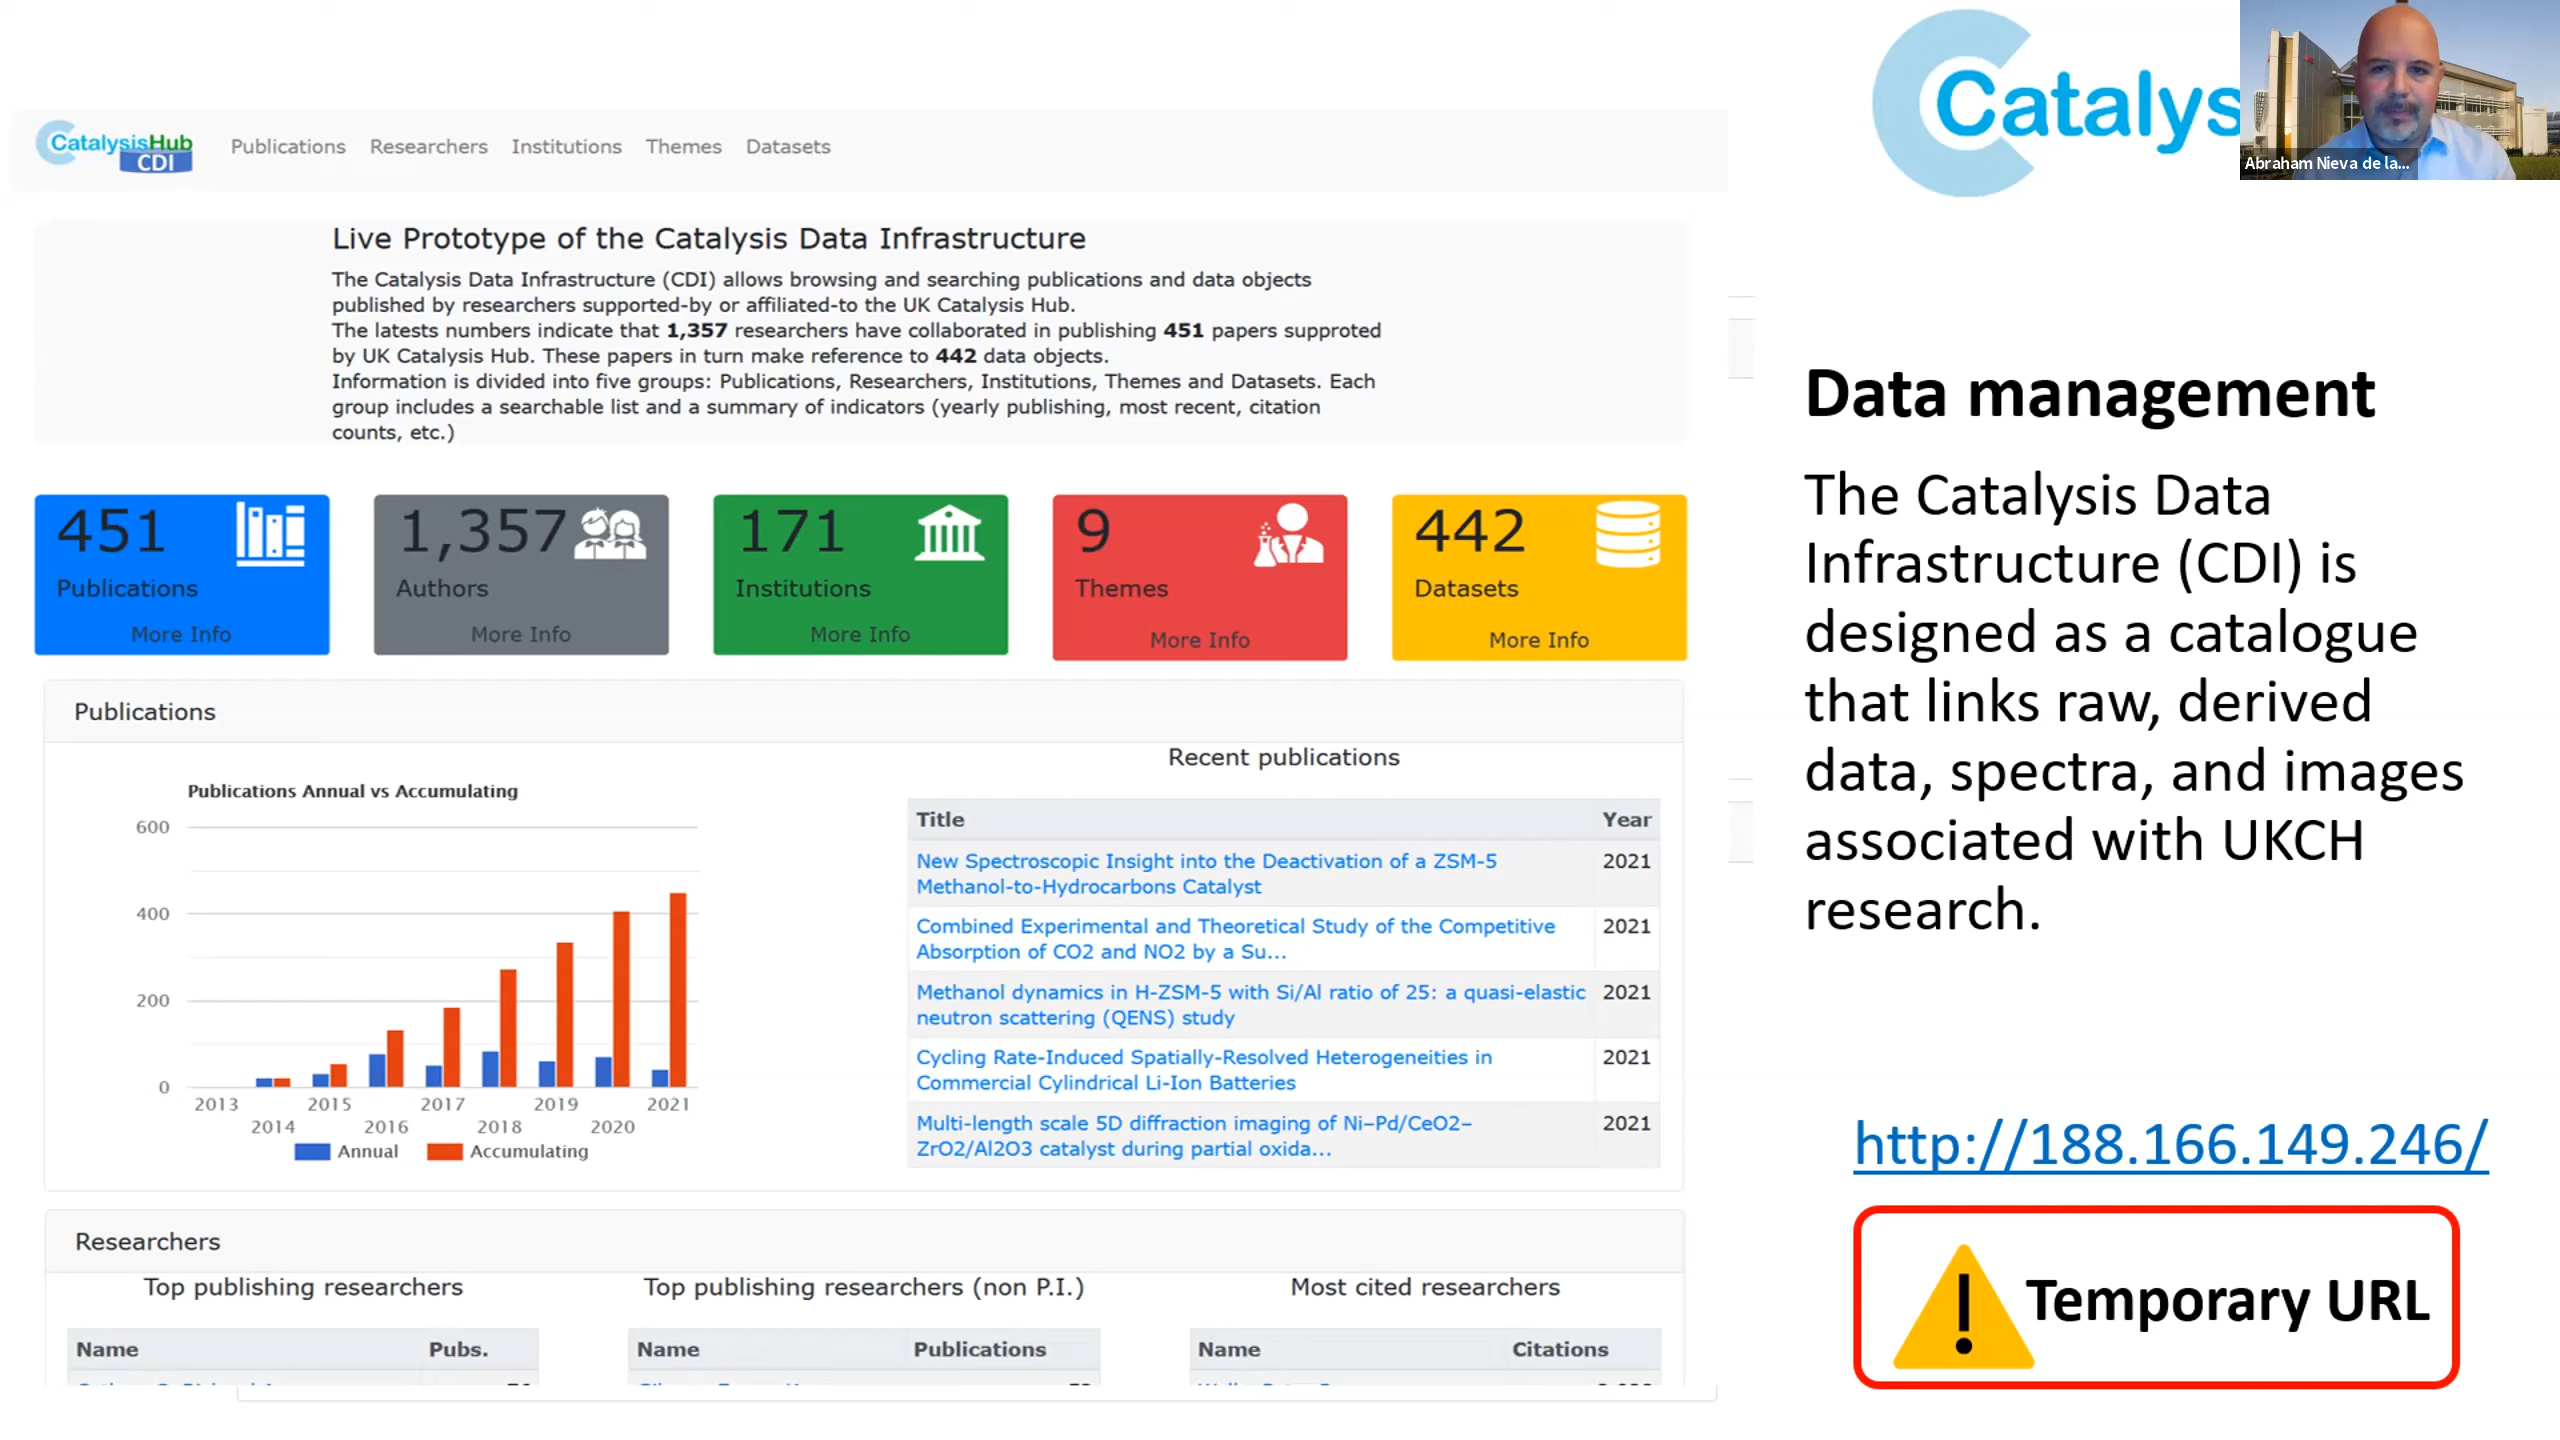 CatalysisHub
CDI
Publications Researchers Institutions Themes Datasets
Live Prototype of the Catalysis Data Infrastructure
The Catalysis Data Infrastructure (CDI) allows browsing and searching publications and data objects
published by researchers supported-by or affiliated-to the UK Catalysis Hub.
The latests numbers indicate that 1,357 researchers have collaborated in publishing 451 papers supproted
by UK Catalysis Hub. These papers in turn make reference to 442 data objects.
Information is divided into five groups: Publications, Researchers, Institutions, Themes and Datasets. Each
group includes a searchable list and a summary of indicators (yearly publishing, most recent, citation
counts, etc.)
451
Publications
More Info
1,357
Authors
More Info
171
Institutions
More Info
9
Themes
More Info
442
Datasets
More Info
Publications
Publications Annual vs Accumulating
600
400
200
0
2013 2015 2017 2019 2021
2014 2016 2018 2020
Annual Accumulating
Recent publications
Title Year
New Spectroscopic Insight into the Deactivation of a ZSM-5 2021
Methanol-to-Hydrocarbons Catalyst
Combined Experimental and Theoretical Study of the Competitive 2021
Absorption of CO2 and NO2 by a Su...
Methanol dynamics in H-ZSM-5 with Si/Al ratio of 25: a quasi-elastic 2021
neutron scattering (QENS) study
Cycling Rate-Induced Spatially-Resolved Heterogeneities in 2021
Commercial Cylindrical Li-Ion Batteries
Multi-length scale 5D diffraction imaging of Ni–Pd/CeO2– 2021
ZrO2/Al2O3 catalyst during partial oxida...
Researchers
Top publishing researchers
Name Pubs.
Top publishing researchers (non P.I.)
Name Publications
Most cited researchers
Name Citations
Catalys
Abraham Nieva de la...
Data management
The Catalysis Data
Infrastructure (CDI) is
designed as a catalogue
that links raw, derived
data, spectra, and images
associated with UKCH
research.
http://188.166.149.246/
Temporary URL